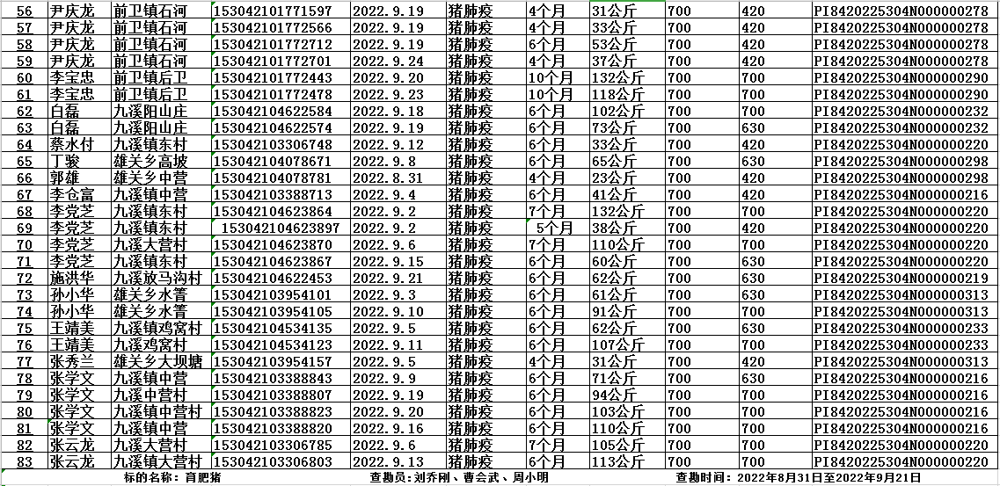 56 尹庆龙 前卫镇石河 153042101771597 2022.9.19 猪肺疫 4个月 31公斤 700 420 PI8420225304N000000278
57 尹庆龙 前卫镇石河 153042101772566 2022.9.19 猪肺疫 4个月 33公斤 700 420 PI8420225304N000000278
58 尹庆龙 前卫镇石河 153042101772712 2022.9.19 猪肺疫 6个月 53公斤 700 420 PI8420225304N000000278
59 尹庆龙 前卫镇石河 153042101772701 2022.9.24 猪肺疫 4个月 37公斤 700 420 PI8420225304N000000278
60 李宝忠 前卫镇后卫 153042101772443 2022.9.20 猪肺疫 10个月 132公斤 700 700 PI8420225304N000000290
61 李宝忠 前卫镇后卫 153042101772478 2022.9.23 猪肺疫 10个月 118公斤 700 700 PI8420225304N000000290
62 白磊 九溪阳山庄 153042104622584 2022.9.18 猪肺疫 6个月 102公斤 700 700 PI8420225304N000000232
63 白磊 九溪阳山庄 153042104622574 2022.9.19 猪肺疫 6个月 73公斤 700 630 PI8420225304N000000232
64 蔡水付 九溪镇东村 153042103306748 2022.9.12 猪肺疫 6个月 33公斤 700 420 PI8420225304N000000220
65 丁骏 雄关乡高坡 153042104078671 2022.9.8 猪肺疫 6个月 65公斤 700 630 PI8420225304N000000298
66 郭雄 雄关乡中营 153042104078781 2022.8.31 猪肺疫 4个月 23公斤 700 420 PI8420225304N000000298
67 李仓富 九溪镇中营 153042103388713 2022.9.4 猪肺疫 6个月 41公斤 700 420 PI8420225304N000000216
68 李党芝 九溪镇东村 153042104623864 2022.9.2 猪肺疫 7个月 132公斤 700 700 PI8420225304N000000220
69 李党芝 九溪镇东村 153042104623897 2022.9.2 猪肺疫 5个月 38公斤 700 420 PI8420225304N000000220
70 李党芝 九溪大营村 153042104623870 2022.9.6 猪肺疫 7个月 110公斤 700 700 PI8420225304N000000220
71 李党芝 九溪镇东村 153042104623867 2022.9.15 猪肺疫 6个月 60公斤 700 630 PI8420225304N000000220
72 施洪华 九溪放马沟村 153042104622453 2022.9.21 猪肺疫 6个月 62公斤 700 630 PI8420225304N000000219
73 孙小华 雄关乡水箐 153042103954101 2022.9.3 猪肺疫 6个月 61公斤 700 630 PI8420225304N000000313
74 孙小华 雄关乡水箐 153042103954105 2022.9.10 猪肺疫 6个月 91公斤 700 700 PI8420225304N000000313
75 王靖美 九溪镇鸡窝村 153042104534135 2022.9.5 猪肺疫 6个月 62公斤 700 630 PI8420225304N000000233
76 王靖美 九溪鸡窝村 153042104534123 2022.9.11 猪肺疫 6个月 107公斤 700 700 PI8420225304N000000233
77 张秀兰 雄关乡大坝塘 153042103954157 2022.9.5 猪肺疫 4个月 31公斤 700 420 PI8420225304N000000313
78 张学文 九溪镇中营 153042103388843 2022.9.9 猪肺疫 6个月 71公斤 700 630 PI8420225304N000000216
79 张学文 九溪中营村 153042103388807 2022.9.19 猪肺疫 6个月 94公斤 700 700 PI8420225304N000000216
80 张学文 九溪镇中营村 153042103388823 2022.9.20 猪肺疫 6个月 103公斤 700 700 PI8420225304N000000216
81 张学文 九溪镇中营 153042103388820 2022.9.16 猪肺疫 6个月 110公斤 700 700 PI8420225304N000000216
82 张云龙 九溪大营村 153042103306785 2022.9.6 猪肺疫 7个月 105公斤 700 700 PI8420225304N000000220
83 张云龙 九溪镇大营村 153042103306803 2022.9.13 猪肺疫 6个月 113公斤 700 700 PI8420225304N000000220
标的名称：育肥猪 查勘员:刘乔刚、曹会武、周小明 查勘时间：2022年8月31日至2022年9月21日